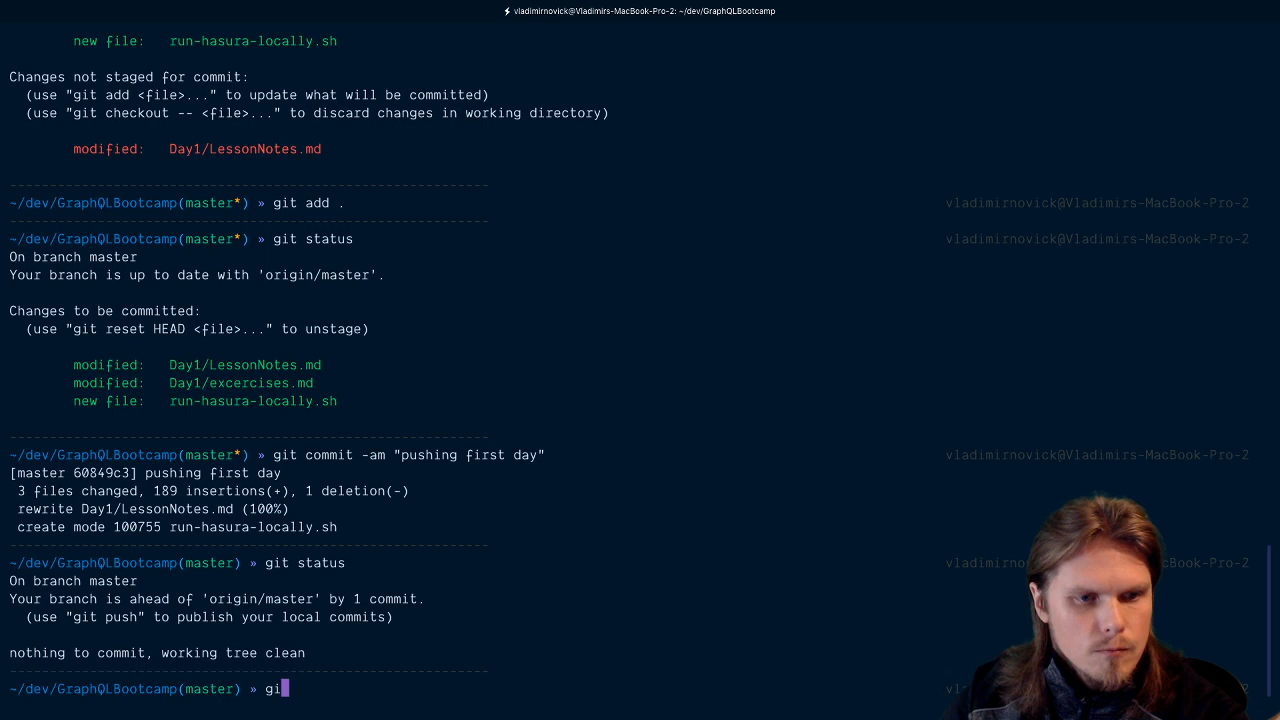 ⚡ vladimirnovick@Vladimirs-MacBook-Pro-2: ~/dev/GraphQLBootcamp
new file:   run-hasura-locally.sh
Changes not staged for commit:
(use "git add <file>..." to update what will be committed)
(use "git checkout -- <file>..." to discard changes in working directory)
modified:   Day1/LessonNotes.md
~/dev/GraphQLBootcamp(master*) » git add . vladimirnovick@Vladimirs-MacBook-Pro-2
~/dev/GraphQLBootcamp(master*) » git status vladimirnovick@Vladimirs-MacBook-Pro-2
On branch master
Your branch is up to date with 'origin/master'.
Changes to be committed:
(use "git reset HEAD <file>..." to unstage)
modified:   Day1/LessonNotes.md
modified:   Day1/excercises.md
new file:   run-hasura-locally.sh
~/dev/GraphQLBootcamp(master*) » git commit -am "pushing first day" vladimirnovick@Vladimirs-MacBook-Pro-2
[master 60849c3] pushing first day
3 files changed, 189 insertions(+), 1 deletion(-)
rewrite Day1/LessonNotes.md (100%)
create mode 100755 run-hasura-locally.sh
~/dev/GraphQLBootcamp(master) » git status vladimirno cBook-Pro-2
On branch master
Your branch is ahead of 'origin/master' by 1 commit.
(use "git push" to publish your local commits)
nothing to commit, working tree clean
~/dev/GraphQLBootcamp(master) » gi